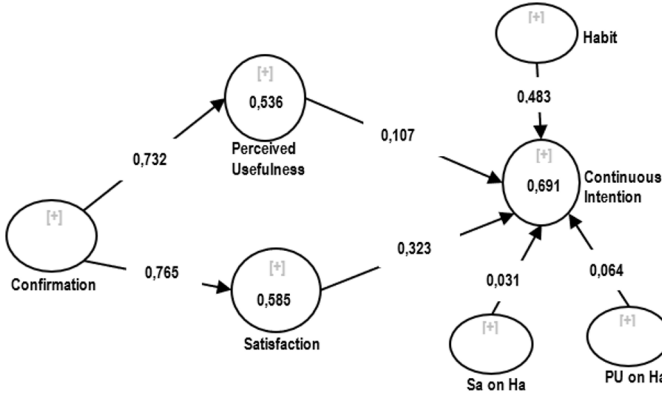 [+]
Habit
[+]
0,536
0,483
Perceived
Usefulness
0,732
0,107
[+]
0,691
Continuous
Intention
[+]
Confirmation
0,765
[+]
0,585
0,323
Satisfaction
0,031
0,064
[+]
[+]
Sa on Ha
PU on Ha